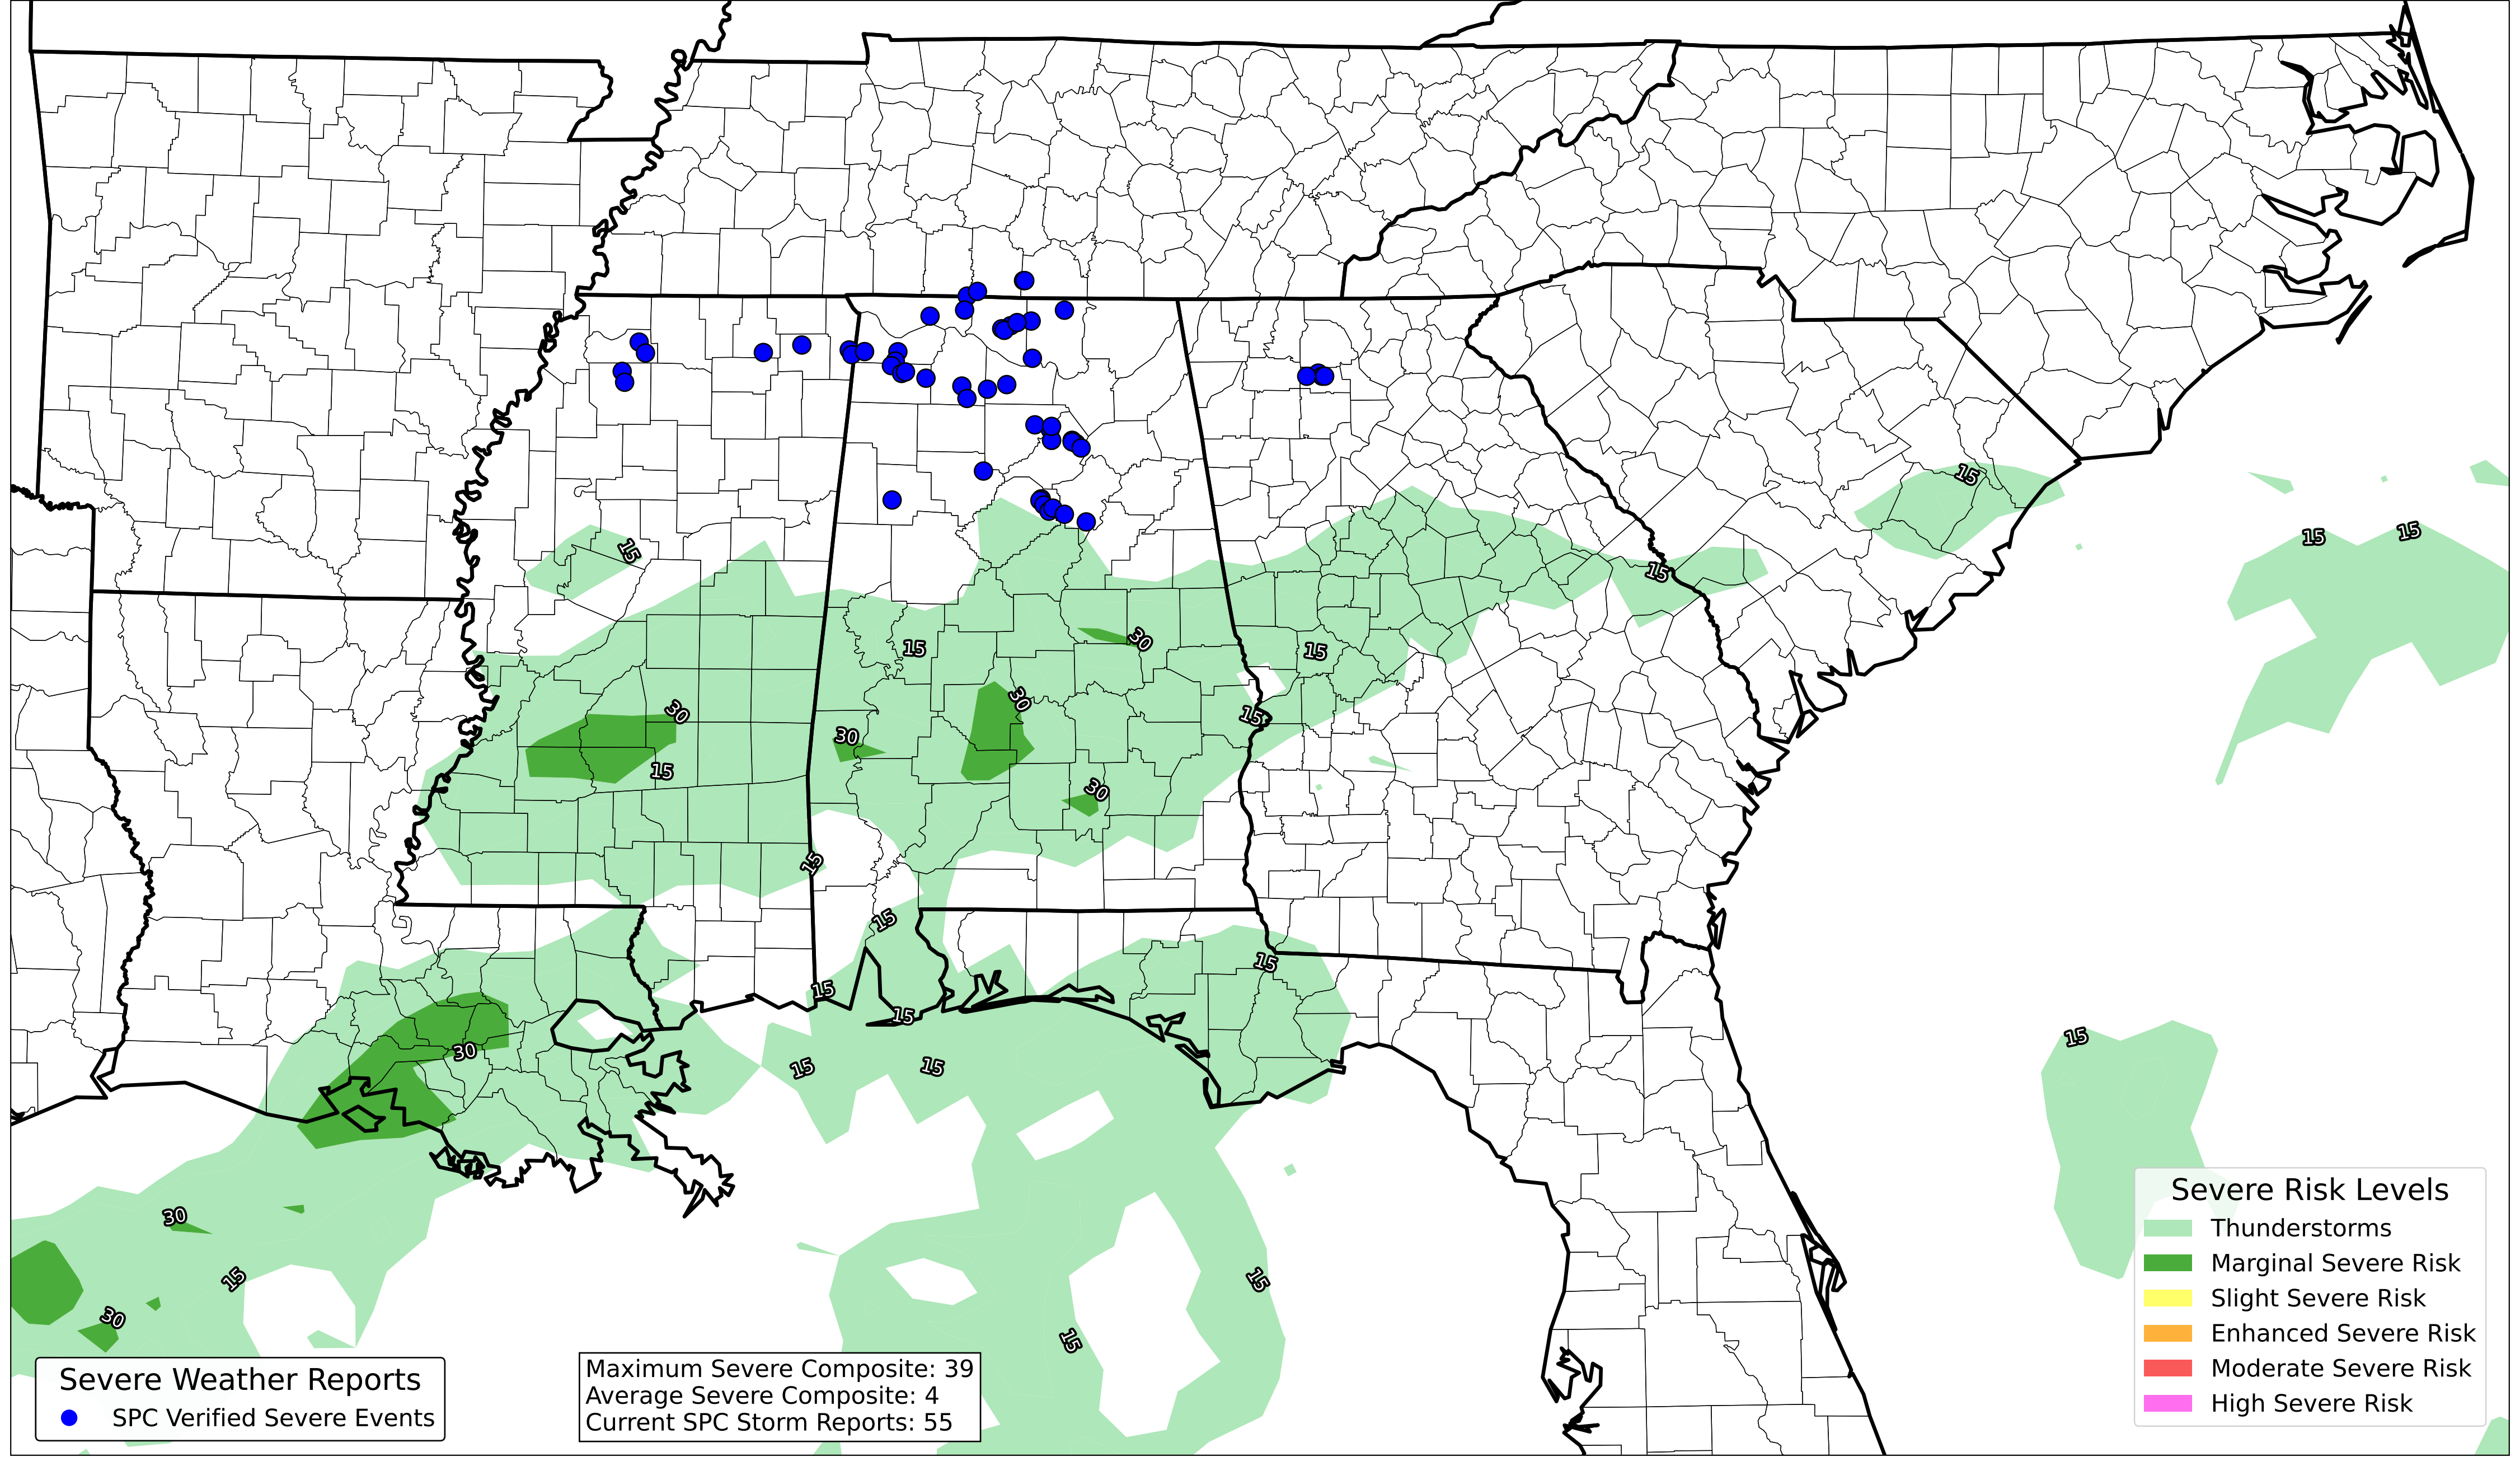 15
15
15
15
15
15
30
15
15
30
30
15
30
15
30
15
15
15
15
15
15
30
15
15
15
30
15
15
30
15
Severe Risk Levels
Thunderstorms
Marginal Severe Risk
Slight Severe Risk
Enhanced Severe Risk
Moderate Severe Risk
High Severe Risk
Severe Weather Reports
SPC Verified Severe Events
Maximum Severe Composite: 39
Average Severe Composite: 4
Current SPC Storm Reports: 55